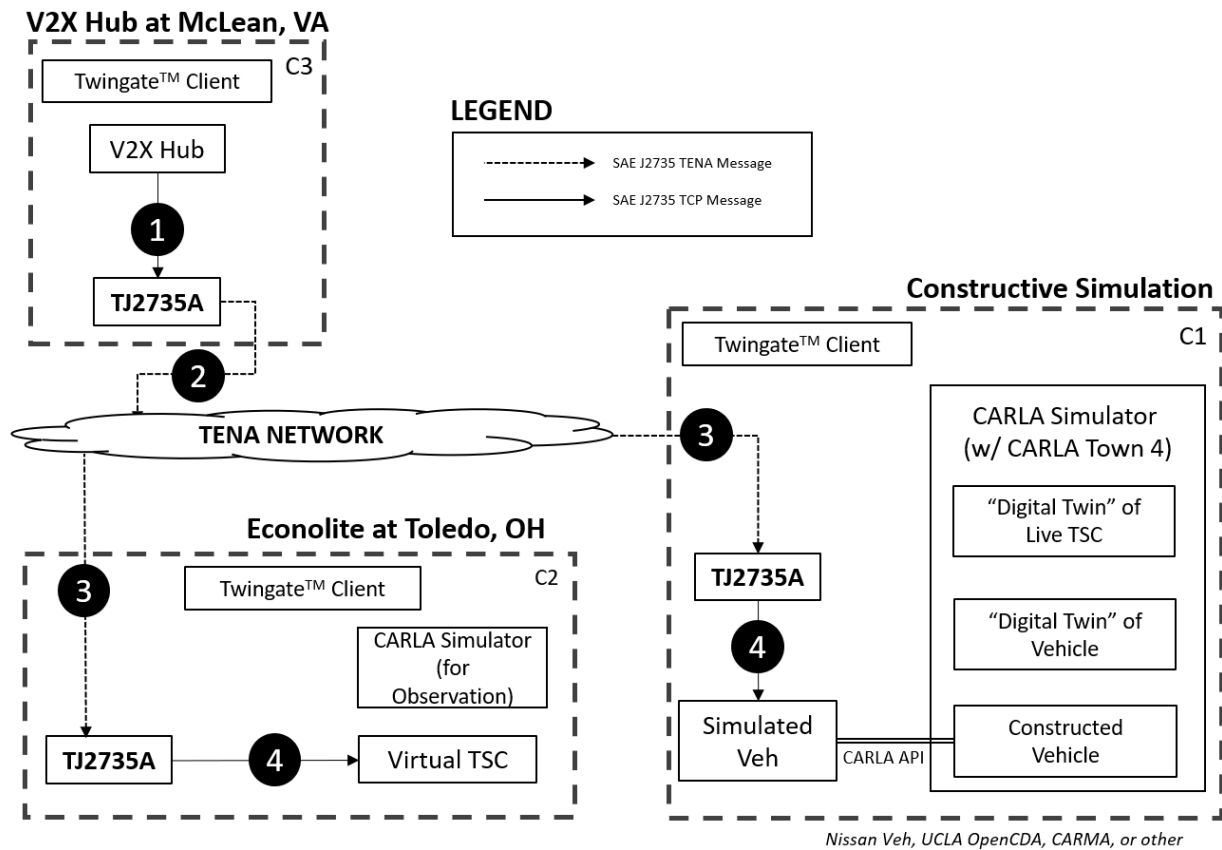 V2X Hub at McLean, VA
C3
Twingate™ Client
V2X Hub
1
TJ2735A
2
LEGEND
SAE J2735 TENA Message
SAE J2735 TCP Message
TENA NETWORK
3
Econolite at Toledo, OH
C2
Twingate™ Client
3
CARLA Simulator
(for
Observation)
TJ2735A
4
Virtual TSC
Constructive Simulation
C1
Twingate™ Client
TJ2735A
4
Simulated
Veh
CARLA API
CARLA Simulator
(w/ CARLA Town 4)
“Digital Twin” of
Live TSC
“Digital Twin” of
Vehicle
Constructed
Vehicle
Nissan Veh, UCLA OpenCDA, CARMA, or other